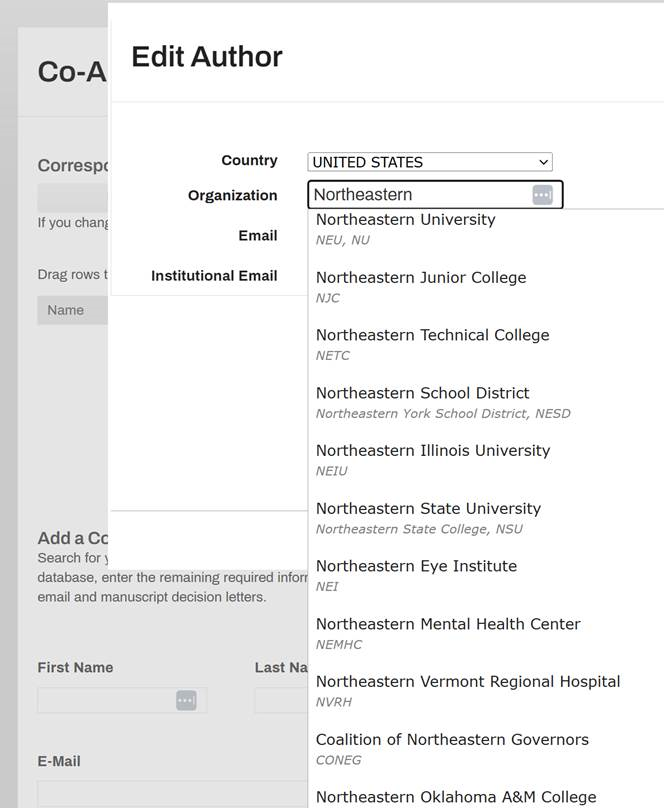 Edit Author
Co-A
Country
UNITED STATES
Organization
Northeastern
Email
Institutional Email
Northeastern University
NEU, NU
Northeastern Junior College
NJC
Northeastern Technical College
NETC
Northeastern School District
Northeastern York School District, NESD
Northeastern Illinois University
NEIU
Northeastern State University
Northeastern State College, NSU
Northeastern Eye Institute
NEI
Northeastern Mental Health Center
NEMHC
Northeastern Vermont Regional Hospital
NVRH
Coalition of Northeastern Governors
CONEG
Northeastern Oklahoma A&M College
Correspo
If you chang
Drag rows t
Name
Add a Co
Search for y
database, enter the remaining required inform
email and manuscript decision letters.
First Name
Last Na
E-Mail